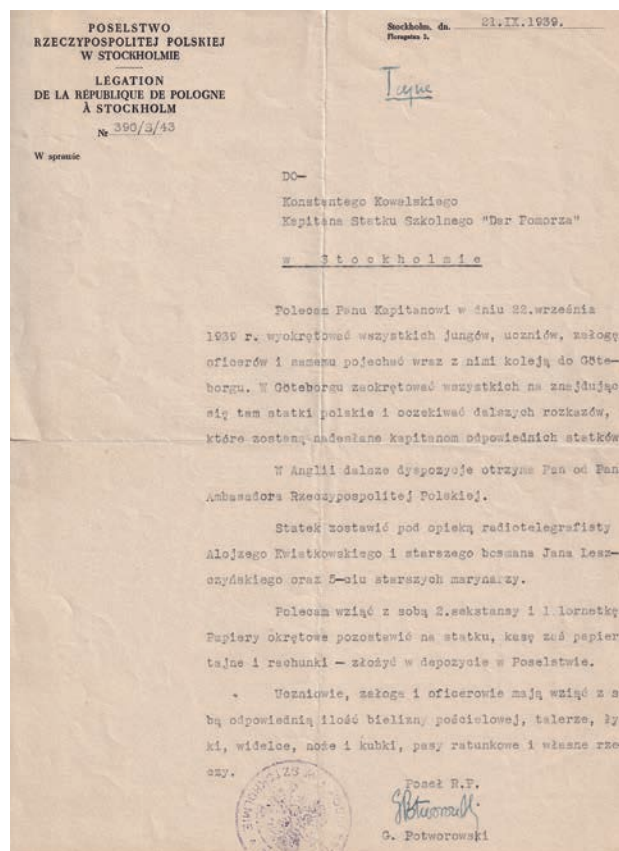 POSELSTWO
RZECZYPOSPOLITEJ POLSKIEJ
W STOCKHOLMIE
LÉGATION
DE LA RÉPUBLIQUE DE POLOGNE
À STOCKHOLM
Nr 390/3/43
W sprawie
Stockholm, dn. 21.IX.1939.
Floragatan 3.
Tajne
DO—
Konstantego Kowalskiego
Kapitana Statku Szkolnego "Dar Pomorza"
w Stockholmie
Polecam Panu Kapitanowi w dniu 22.września
1939 r. wyokrętować wszystkich jungów, uczniów, załogę
oficerów i samemu pojechać wraz z nimi koleją do Göte—
borgu. W Göteborgu zaokrętować wszystkich na znajdując
się tam statki polskie i oczekiwać dalszych rozkazów,
które zostaną nadesłane kapitanom odpowiednich statków
W Anglii dalsze dyspozycje otrzyma Pan od Pan
Ambasadora Rzeczypospolitej Polskiej.
Statek zostawić pod opieką radiotelegrafisty
Alojzego Kwiatkowskiego i starszego bosmana Jana Lesz—
czyńskiego oraz 5-ciu starszych marynarzy.
Polecam wziąć z sobą 2.sekstansy i 1 lornetkę
Papiery okrętowe pozostawić na statku, kasę zaś papier
tajne i rachunki — złożyć w depozycie w Poselstwie.
Uczniowie, załoga i oficerowie mają wziąć z s
bą odpowiednią ilość bielizny pościelowej, talerze, ły
ki, widelce, noże i kubki, pasy ratunkowe i własne rze
czy.
Poseł R.P.
GPotworowski
G. Potworowski